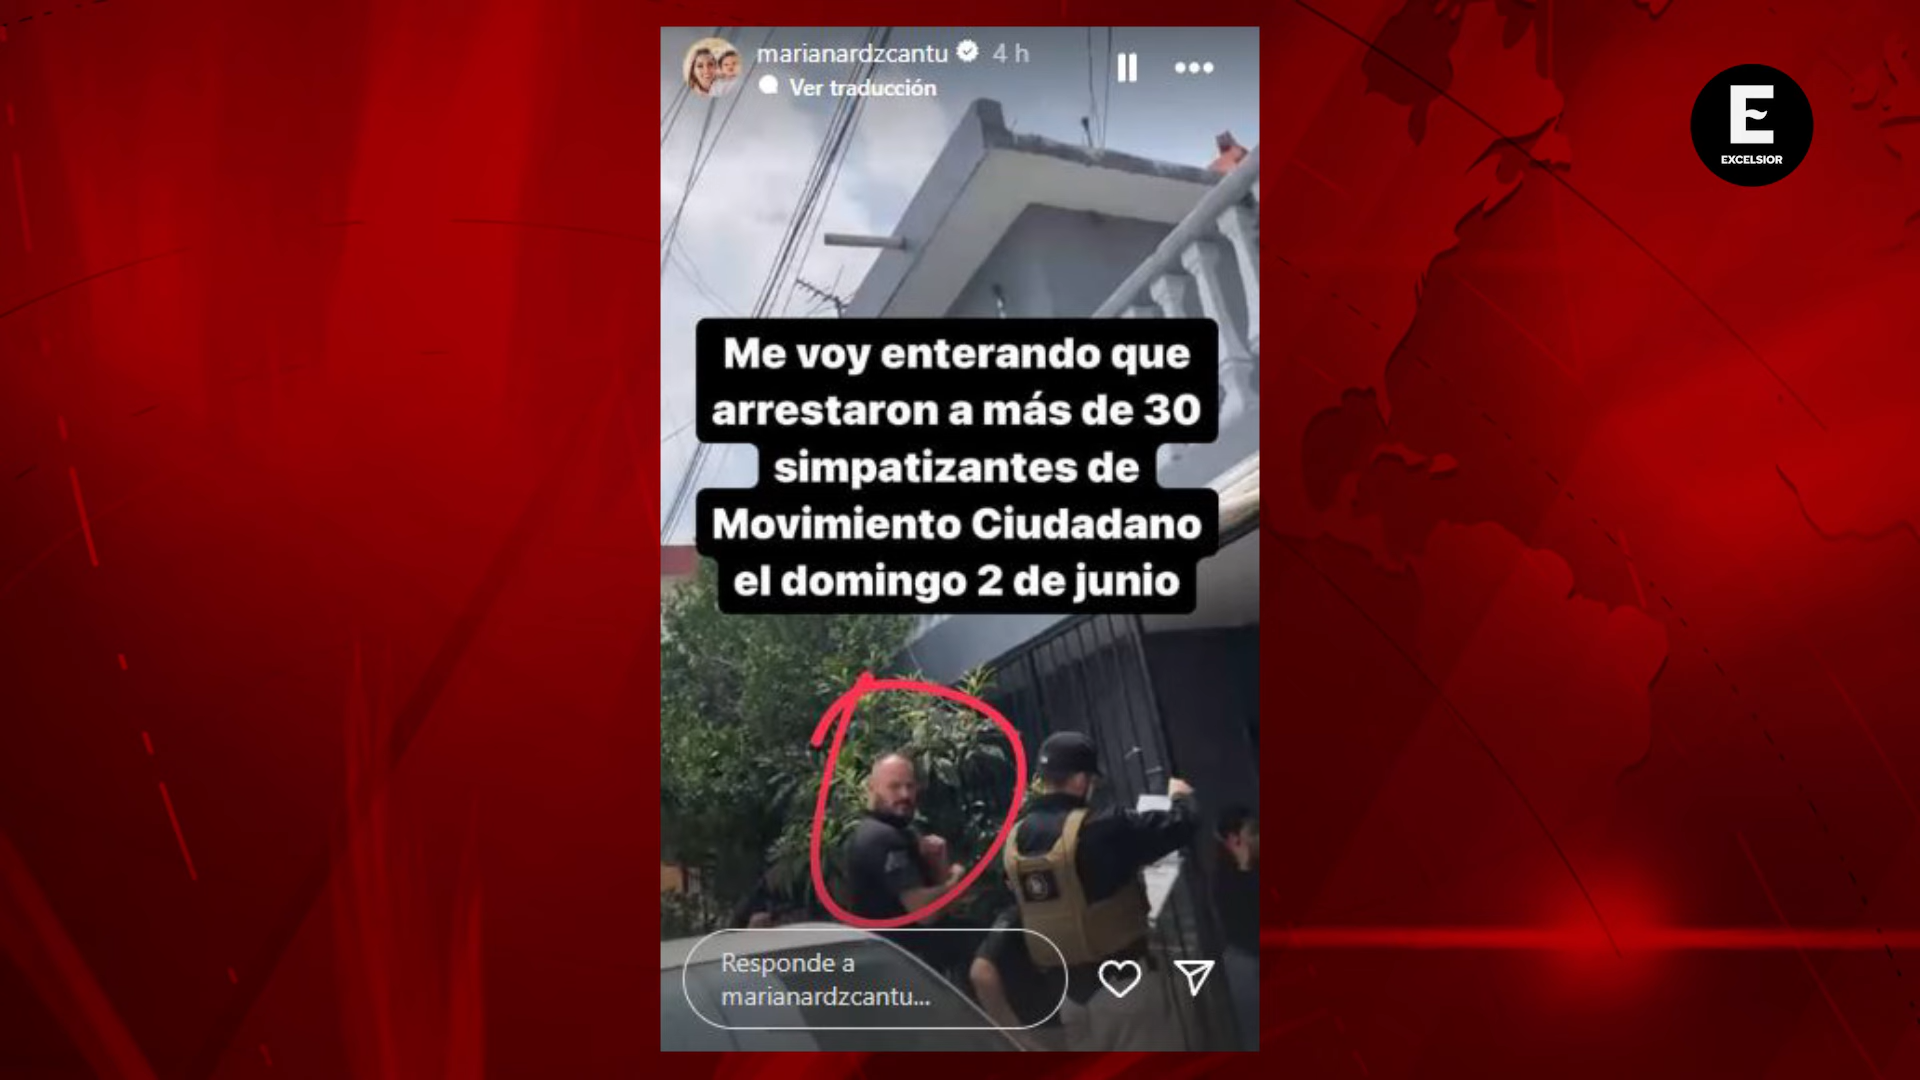 marianardzcantu 4 h
Ver traducción
E
EXCELSIOR
Me voy enterando que
arrestaron a más de 30
simpatizantes de
Movimiento Ciudadano
el domingo 2 de junio
Responde a
marianardzcantu...